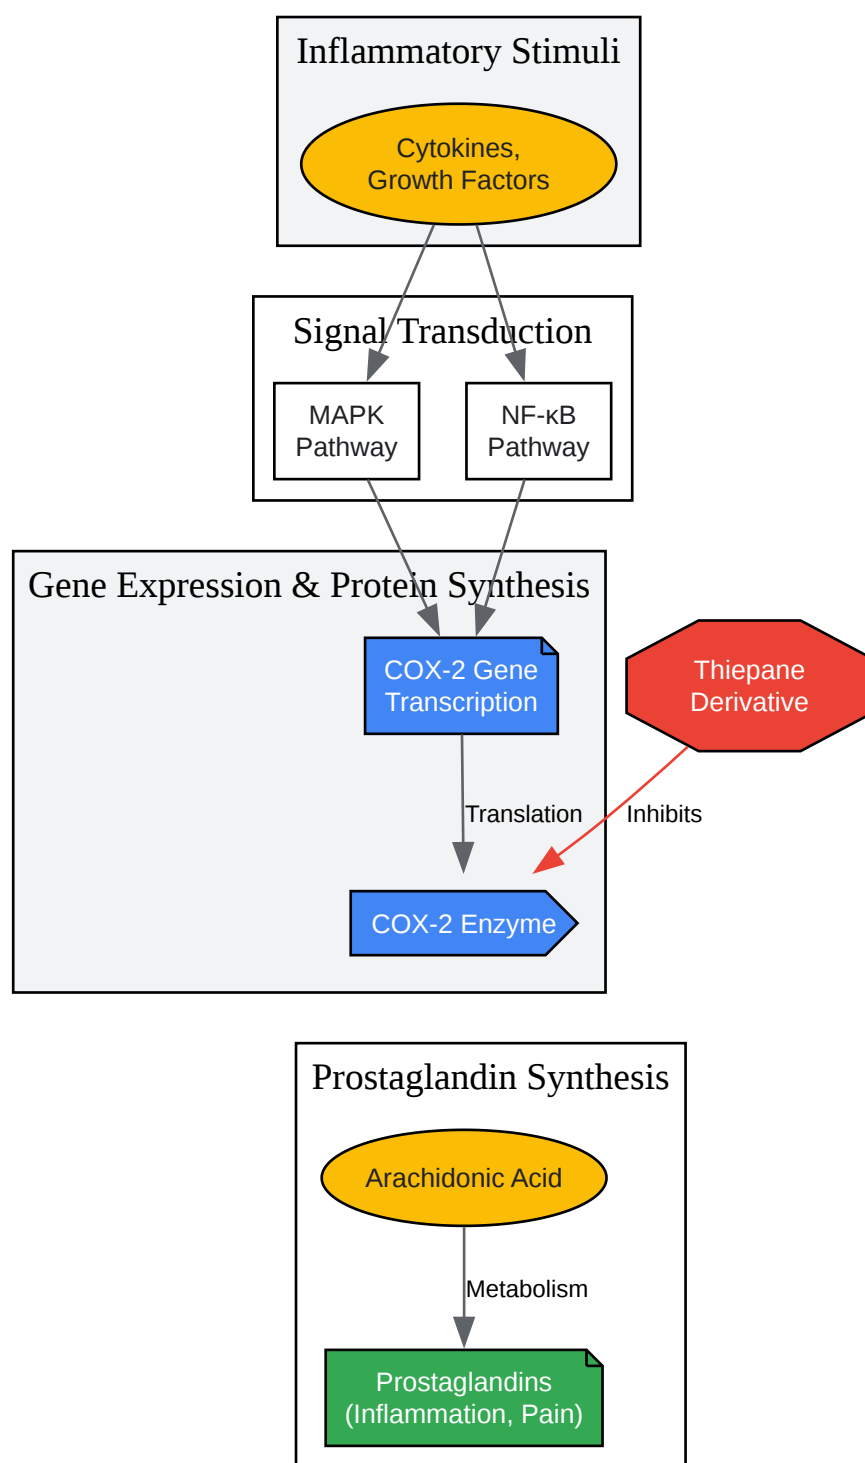 Inflammatory Stimuli
Cytokines,
Growth Factors
Signal Transduction
MAPK
Pathway
NF-κB
Pathway
Gene Expression & Protein Synthesis
COX-2 Gene
Transcription
Thiepane
Derivative
Translation
Inhibits
COX-2 Enzyme
Prostaglandin Synthesis
Arachidonic Acid
Metabolism
Prostaglandins
(Inflammation, Pain)